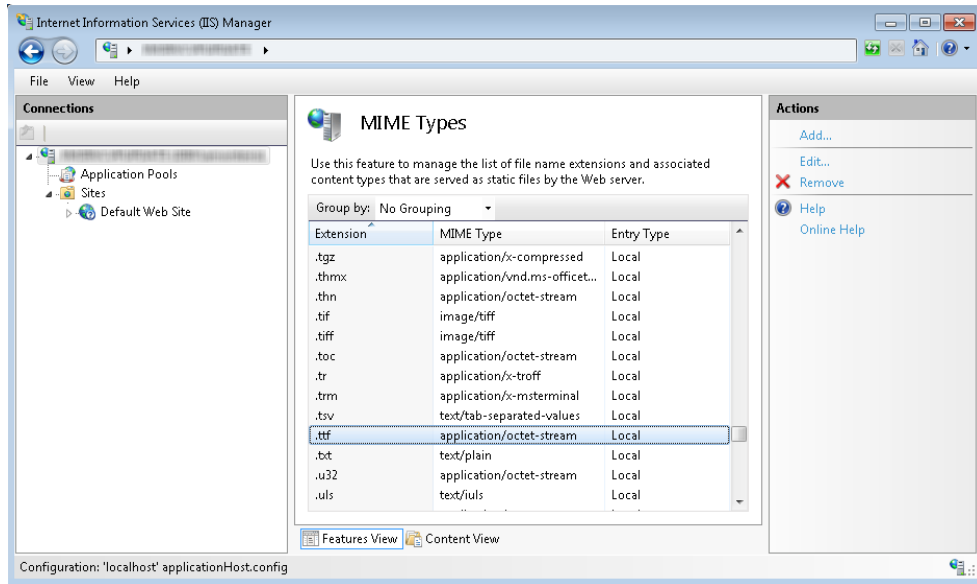 Internet Information Services (IIS) Manager
File View Help
Connections
Application Pools
Sites
Default Web Site
MIME Types
Use this feature to manage the list of file name extensions and associated
content types that are served as static files by the Web server.
Group by: No Grouping
Extension MIME Type Entry Type
.tgz application/x-compressed Local
.thmx application/vnd.ms-officet... Local
.thn application/octet-stream Local
.tif image/tiff Local
.tiff image/tiff Local
.toc application/octet-stream Local
.tr application/x-troff Local
.trm application/x-msterminal Local
.tsv text/tab-separated-values Local
.ttf application/octet-stream Local
.txt text/plain Local
.u32 application/octet-stream Local
.uls text/iuls Local
Features View Content View
Actions
Add...
Edit...
Remove
Help
Online Help
Configuration: 'localhost' applicationHost.config